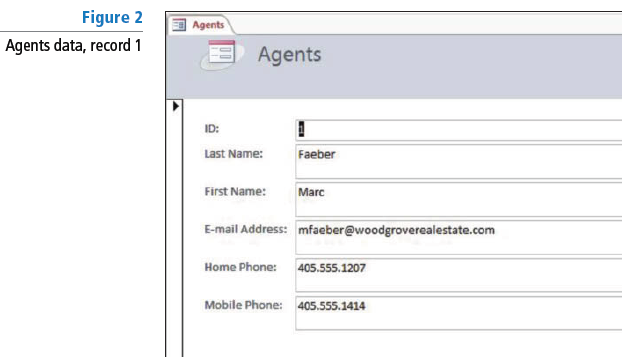 Figure 2
Agents data, record 1
Agents
Agents
ID: 1
Last Name: Faeber
First Name: Marc
E-mail Address: mfaeber@woodgroverealestate.com
Home Phone: 405.555.1207
Mobile Phone: 405.555.1414